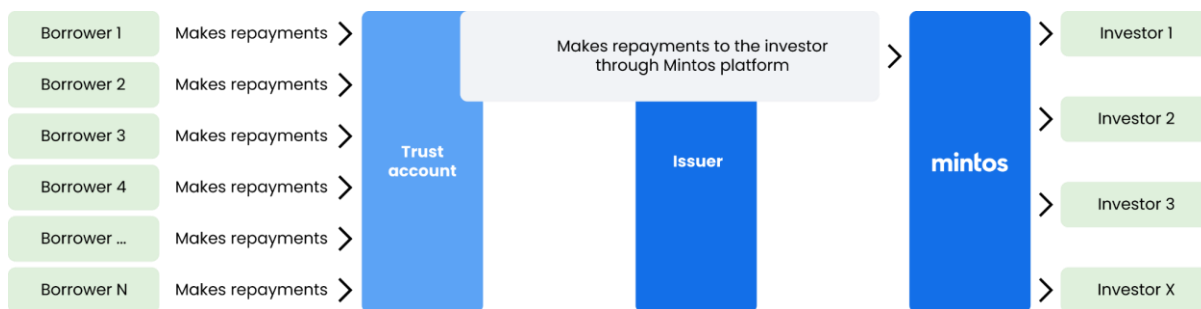 Borrower 1
Makes repayments
Borrower 2
Makes repayments
Borrower 3
Makes repayments
Borrower 4
Makes repayments
Borrower ...
Makes repayments
Borrower N
Makes repayments
Trust
account
Makes repayments to the investor
through Mintos platform
Issuer
mintos
Investor 1
Investor 2
Investor 3
Investor X